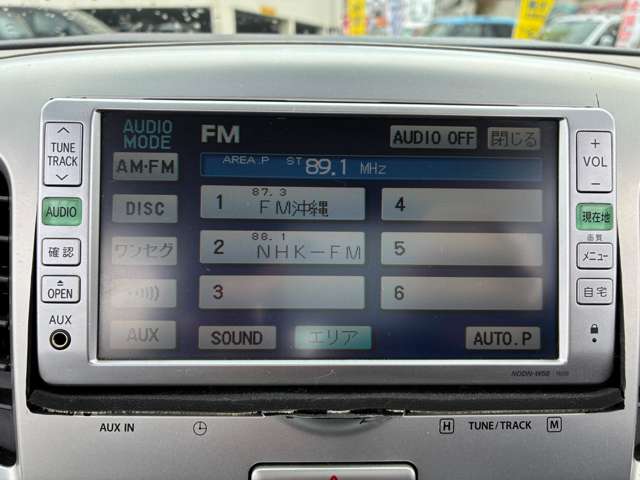 AUDIO MODE
FM
AUDIO OFF
閉じる
AM·FM
AREA.P ST 89.1 MHz
DISC
1 87.3 FM沖縄
4
ワンセグ
2 88.1 NHK-FM
5
3
6
AUX
SOUND
エリア
AUTO.P
TUNE
TRACK
AUDIO
確認
OPEN
AUX
+
VOL
−
現在地
画質
メニュー
自宅
NDDN-W58
AUX IN
H TUNE/TRACK M